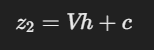 z₂ = Vh + c